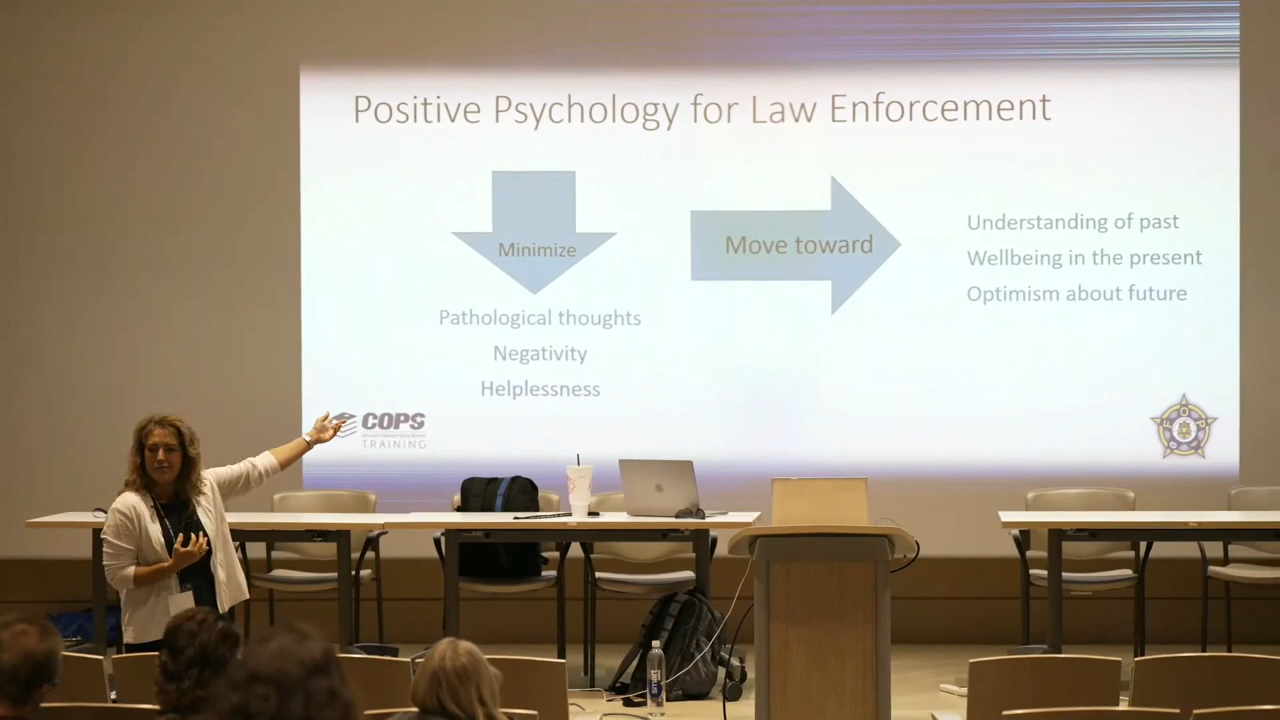 Positive Psychology for Law Enforcement
Minimize
Pathological thoughts
Negativity
Helplessness
Move toward
Understanding of past
Wellbeing in the present
Optimism about future
COPS
TRAINING
F O P
smart